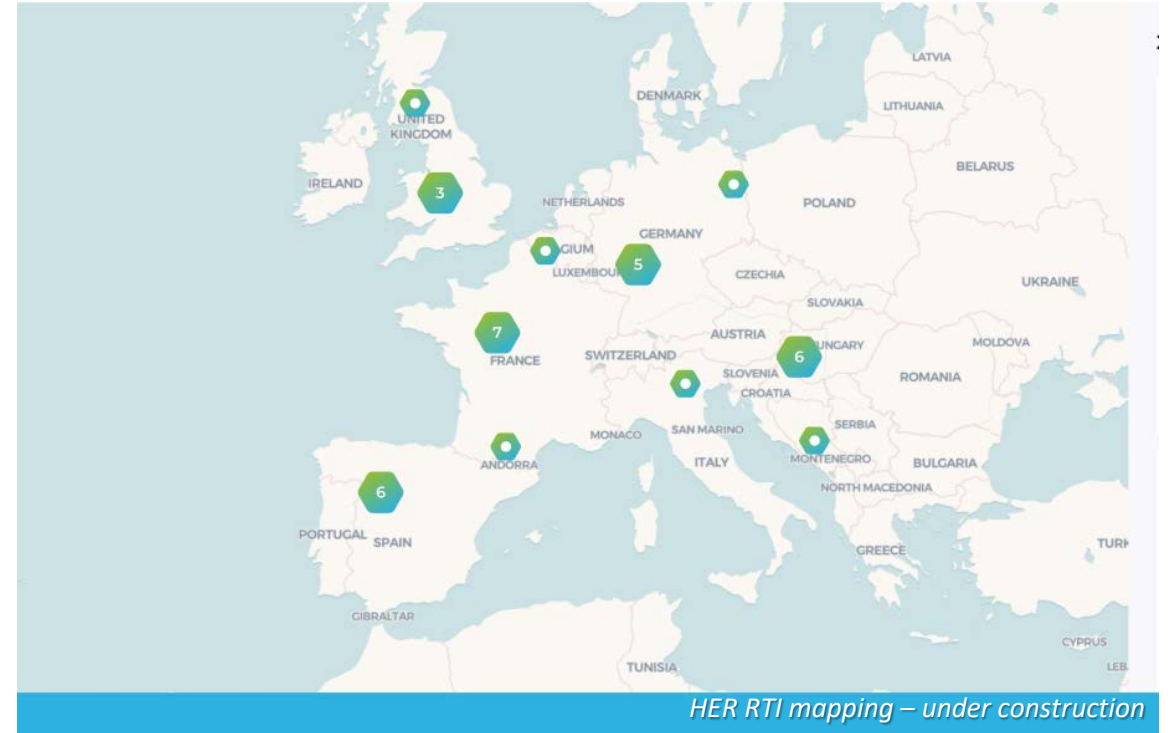 LATVIA
DENMARK
LITHUANIA
UNITED
KINGDOM
BELARUS
IRELAND
3
NETHERLANDS
POLAND
GERMANY
GIUM
LUXEMBOU
5
CZECHIA
UKRAINE
SLOVAKIA
7
FRANCE
AUSTRIA
SWITZERLAND
6
UNGARY
MOLDOVA
SLOVENIA
ROMANIA
CROATIA
SERBIA
MONACO
SAN MARINO
ANDORRA
ITALY
MONTENEGRO
BULGARIA
NORTH MACEDONIA
6
PORTUGAL
SPAIN
GREECE
TURK
GIBRALTAR
CYPRUS
TUNISIA
LEB
HER RTI mapping – under construction